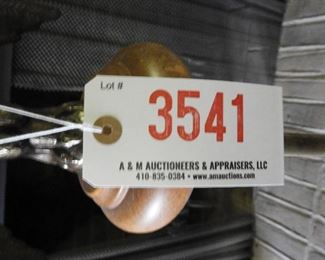 Lot #
3541
A & M AUCTIONEERS & APPRAISERS, LLC
410-835-0384 • www.amauctions.com